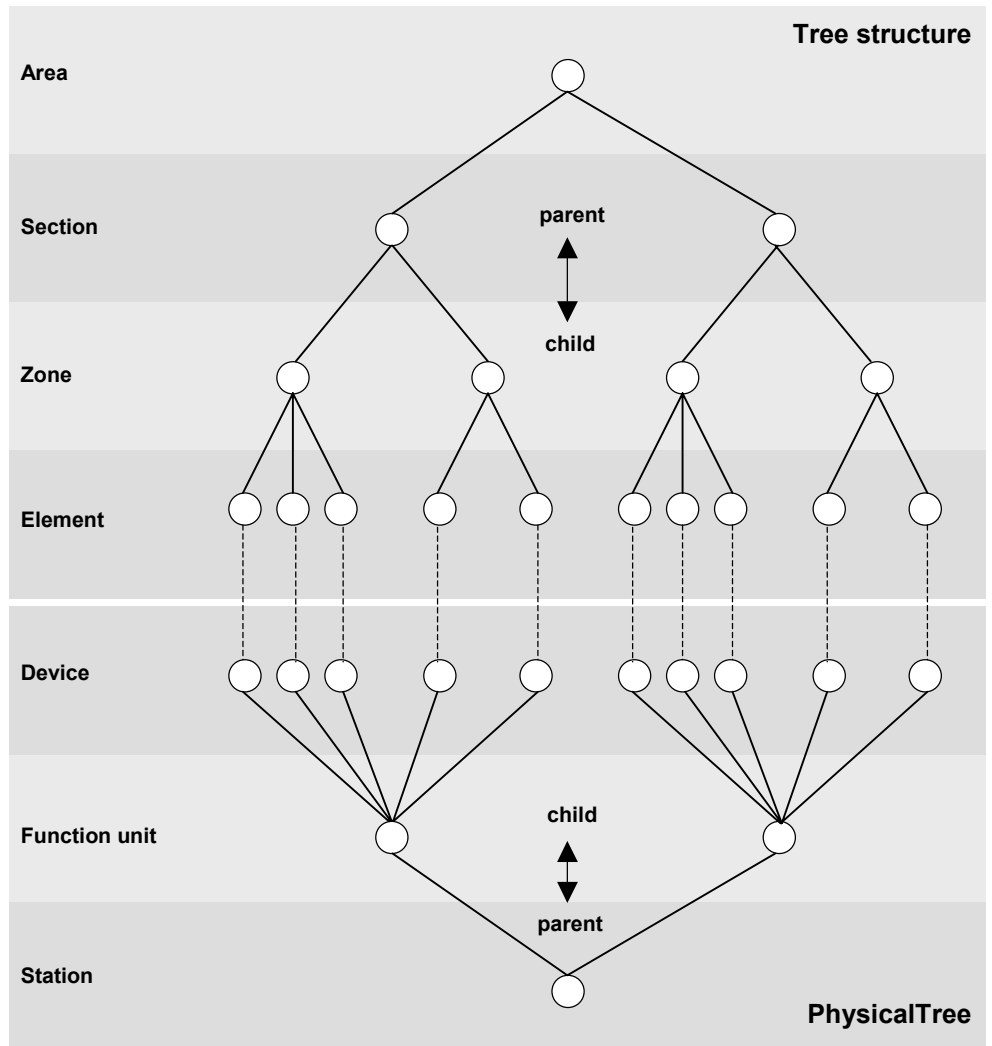 Tree structure
Area
Section
parent
child
Zone
Element
Device
Function unit
child
parent
Station
PhysicalTree